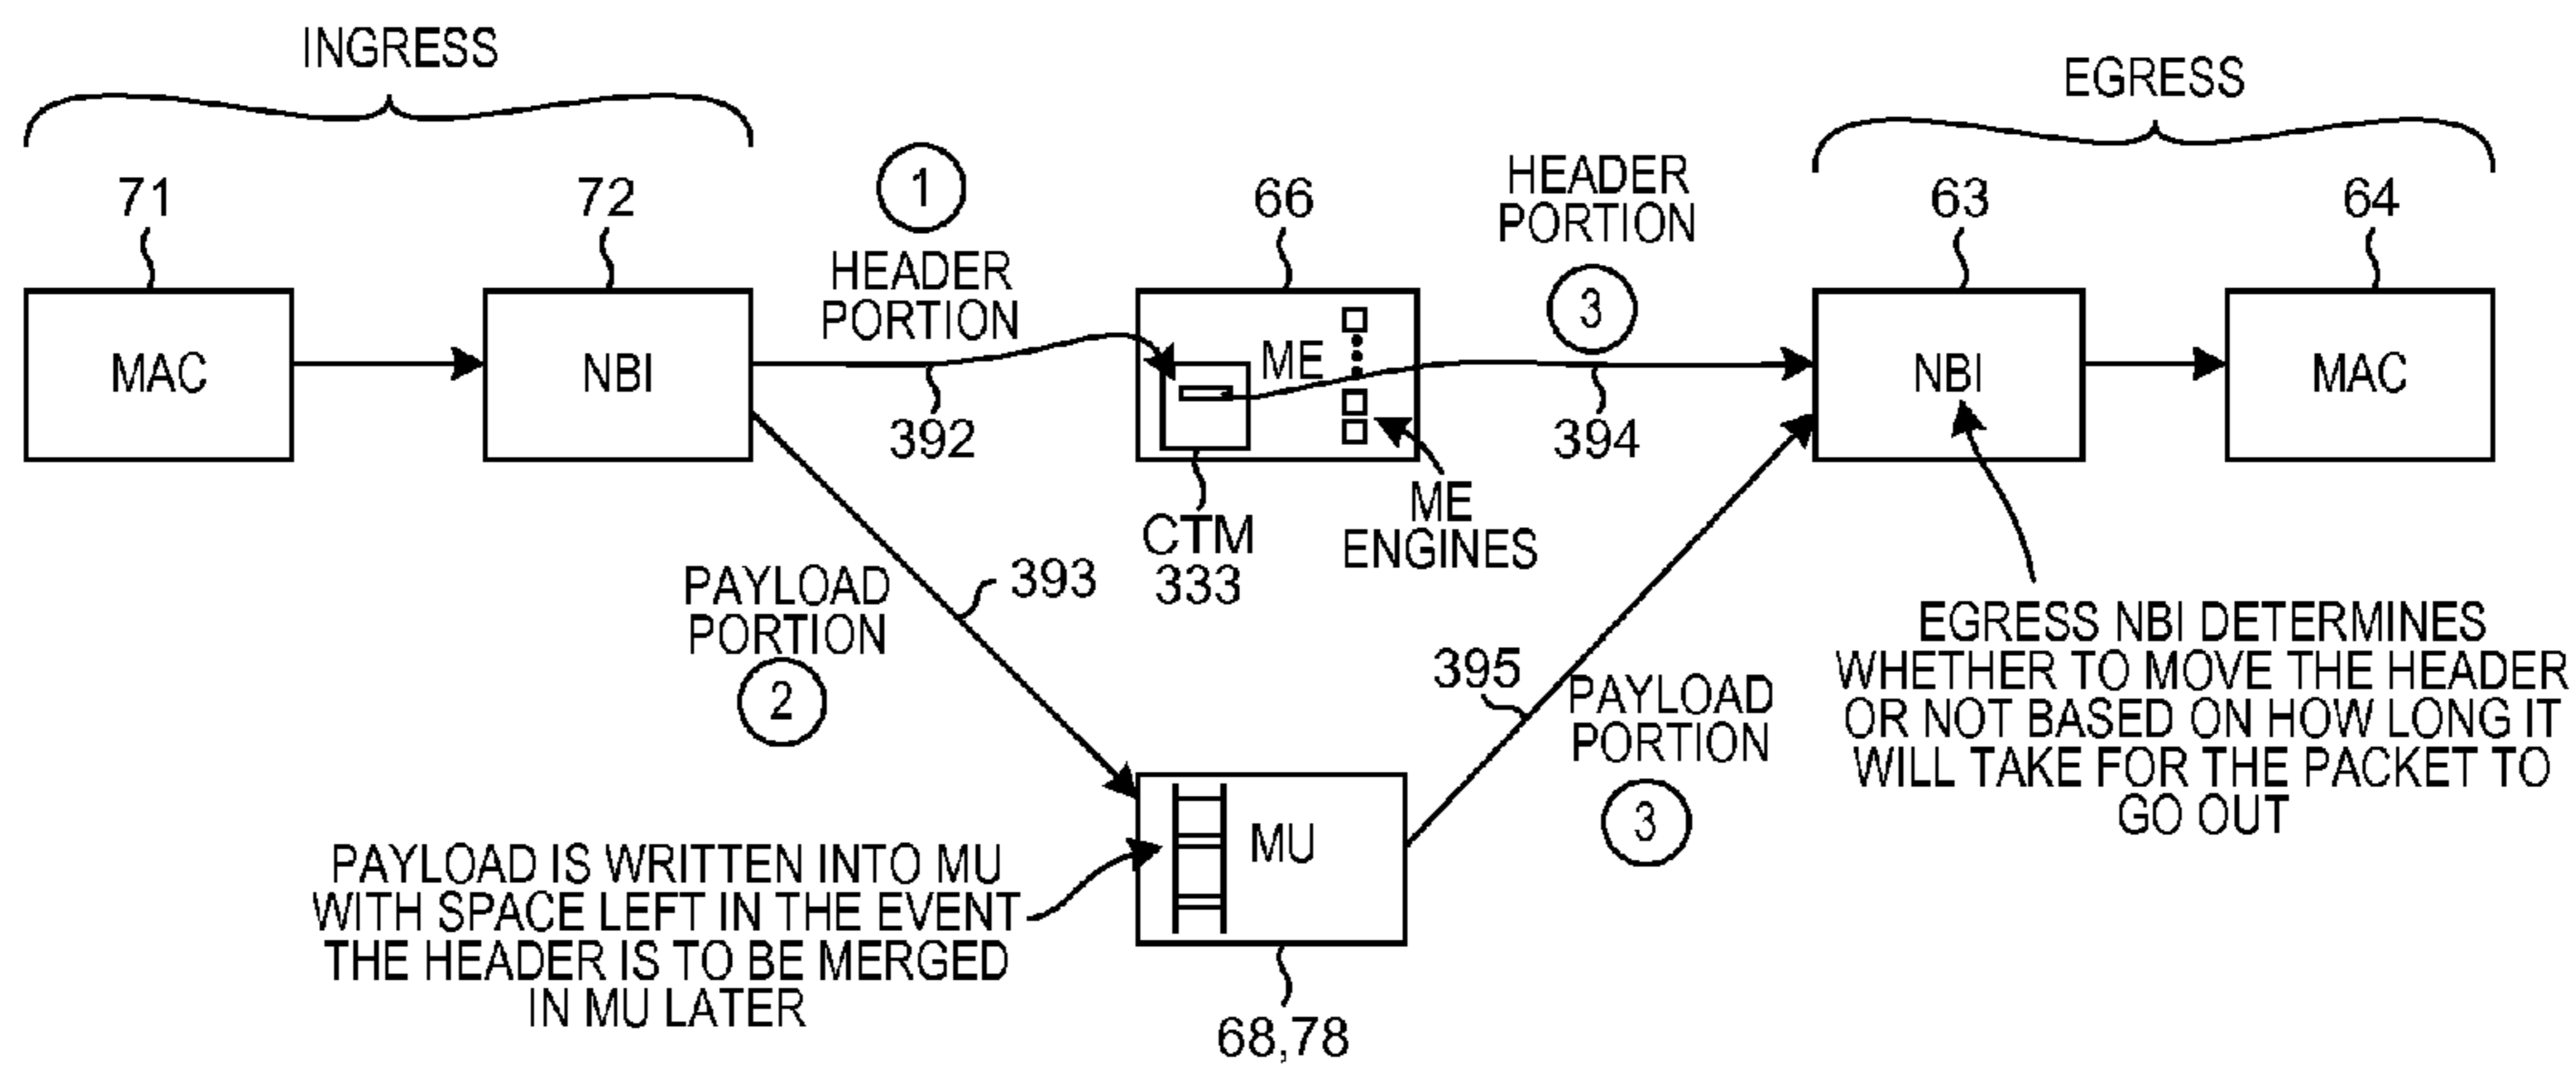 INGRESS
EGRESS
71
72
1
HEADER
PORTION
66
HEADER
PORTION
3
63
64
MAC
NBI
ME
NBI
MAC
392
394
CTM
333
ME
ENGINES
PAYLOAD
PORTION
2
393
395
PAYLOAD
PORTION
3
EGRESS NBI DETERMINES
WHETHER TO MOVE THE HEADER
OR NOT BASED ON HOW LONG IT
WILL TAKE FOR THE PACKET TO
GO OUT
MU
PAYLOAD IS WRITTEN INTO MU
WITH SPACE LEFT IN THE EVENT
THE HEADER IS TO BE MERGED
IN MU LATER
68,78